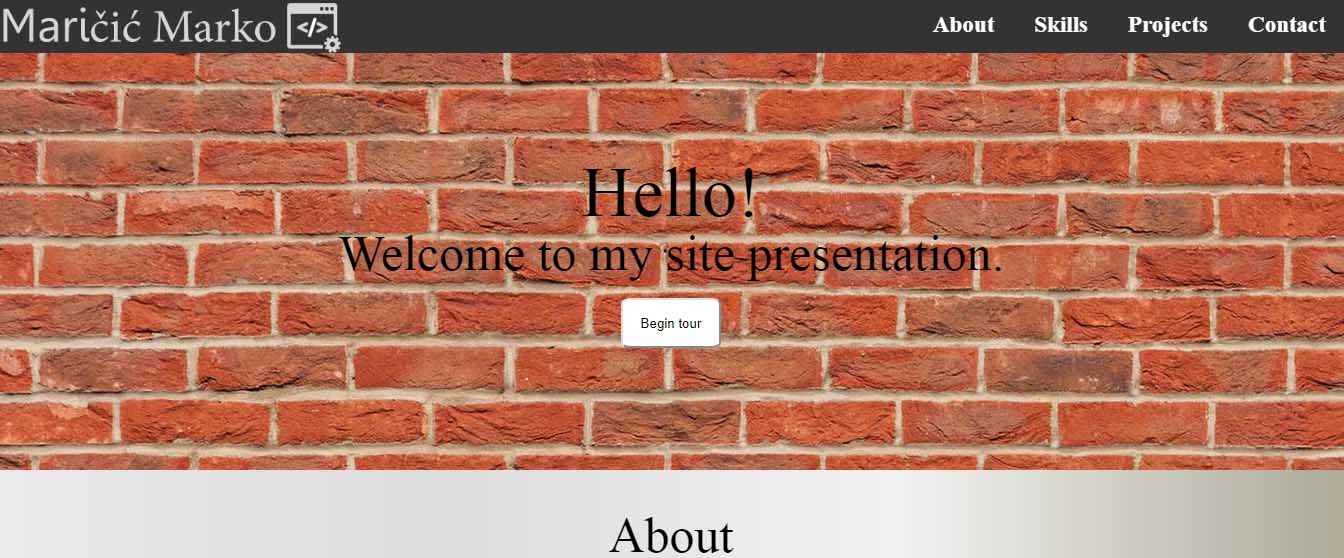 Maričić Marko </>
About Skills Projects Contact
Hello!
Welcome to my site presentation.
Begin tour
About